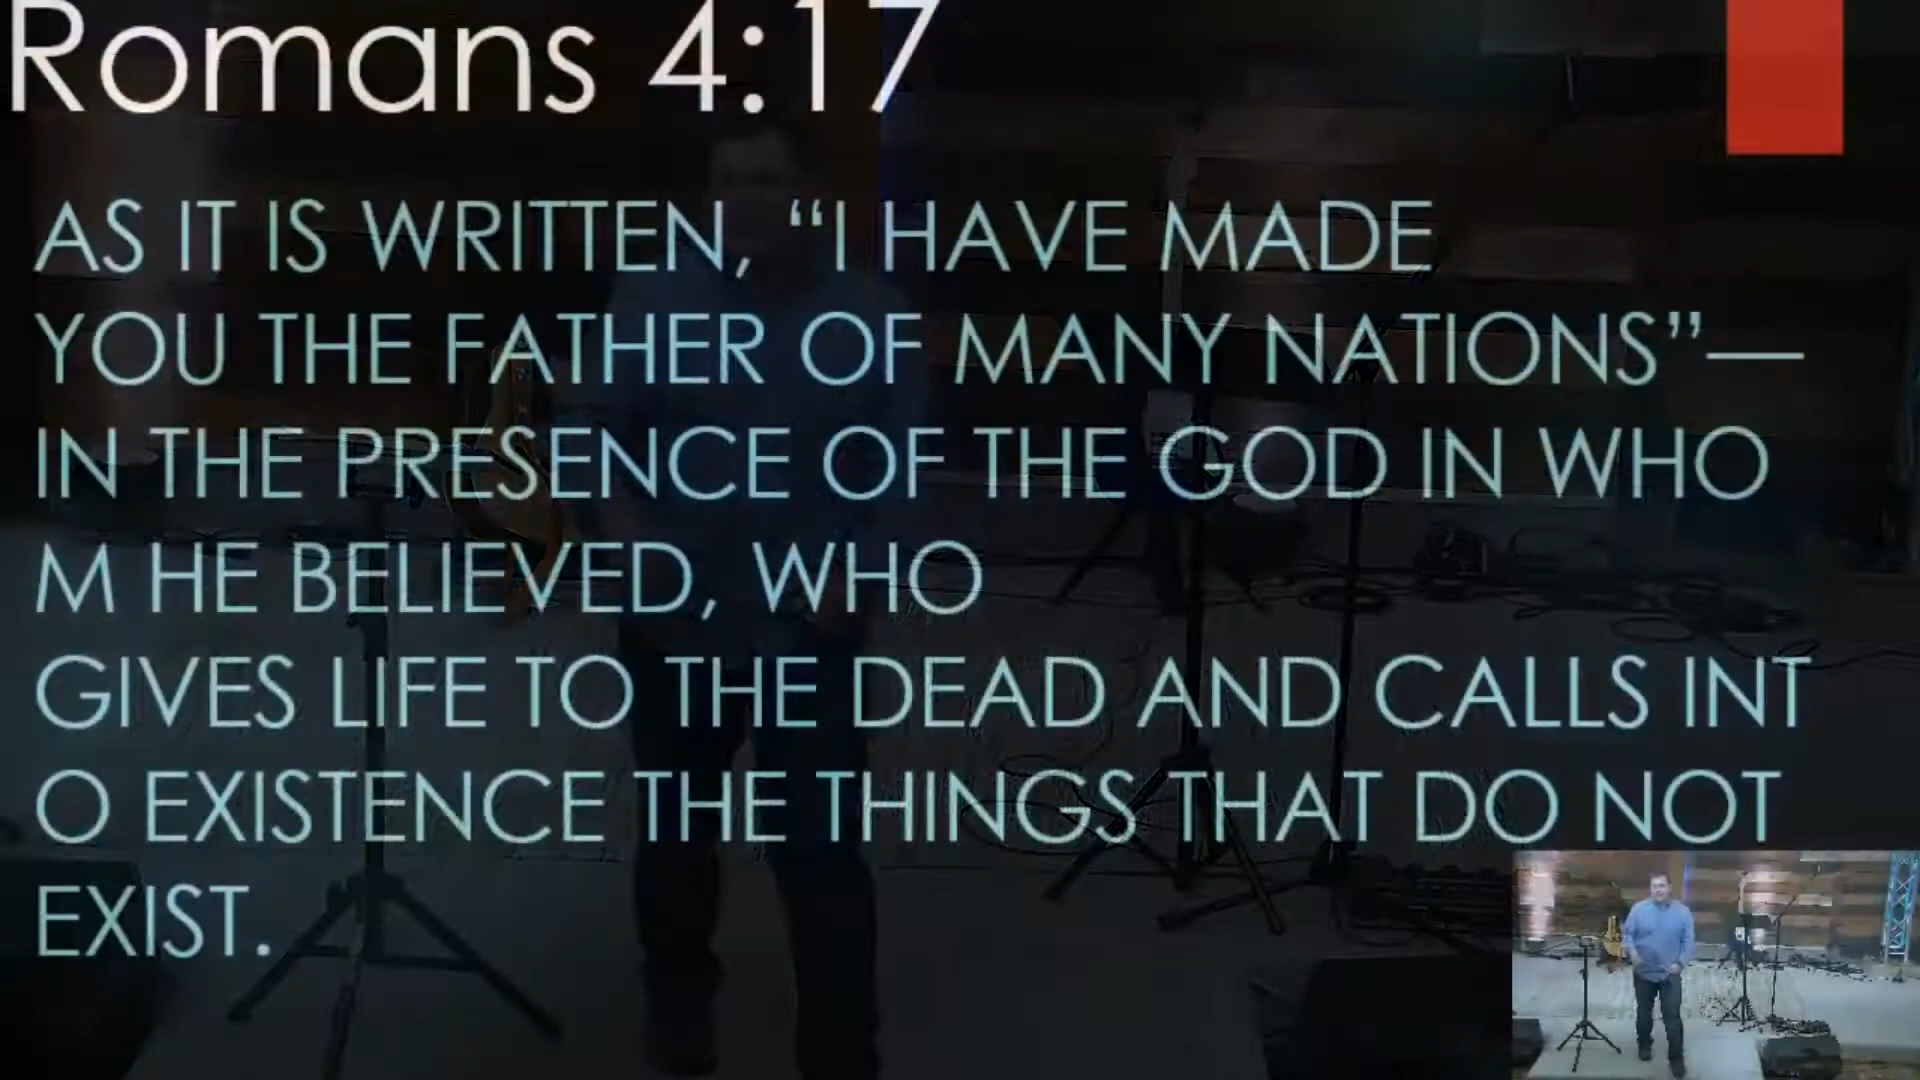 Romans 4:17
AS IT IS WRITTEN, “I HAVE MADE
YOU THE FATHER OF MANY NATIONS”—
IN THE PRESENCE OF THE GOD IN WHO
M HE BELIEVED, WHO
GIVES LIFE TO THE DEAD AND CALLS INT
O EXISTENCE THE THINGS THAT DO NOT
EXIST.